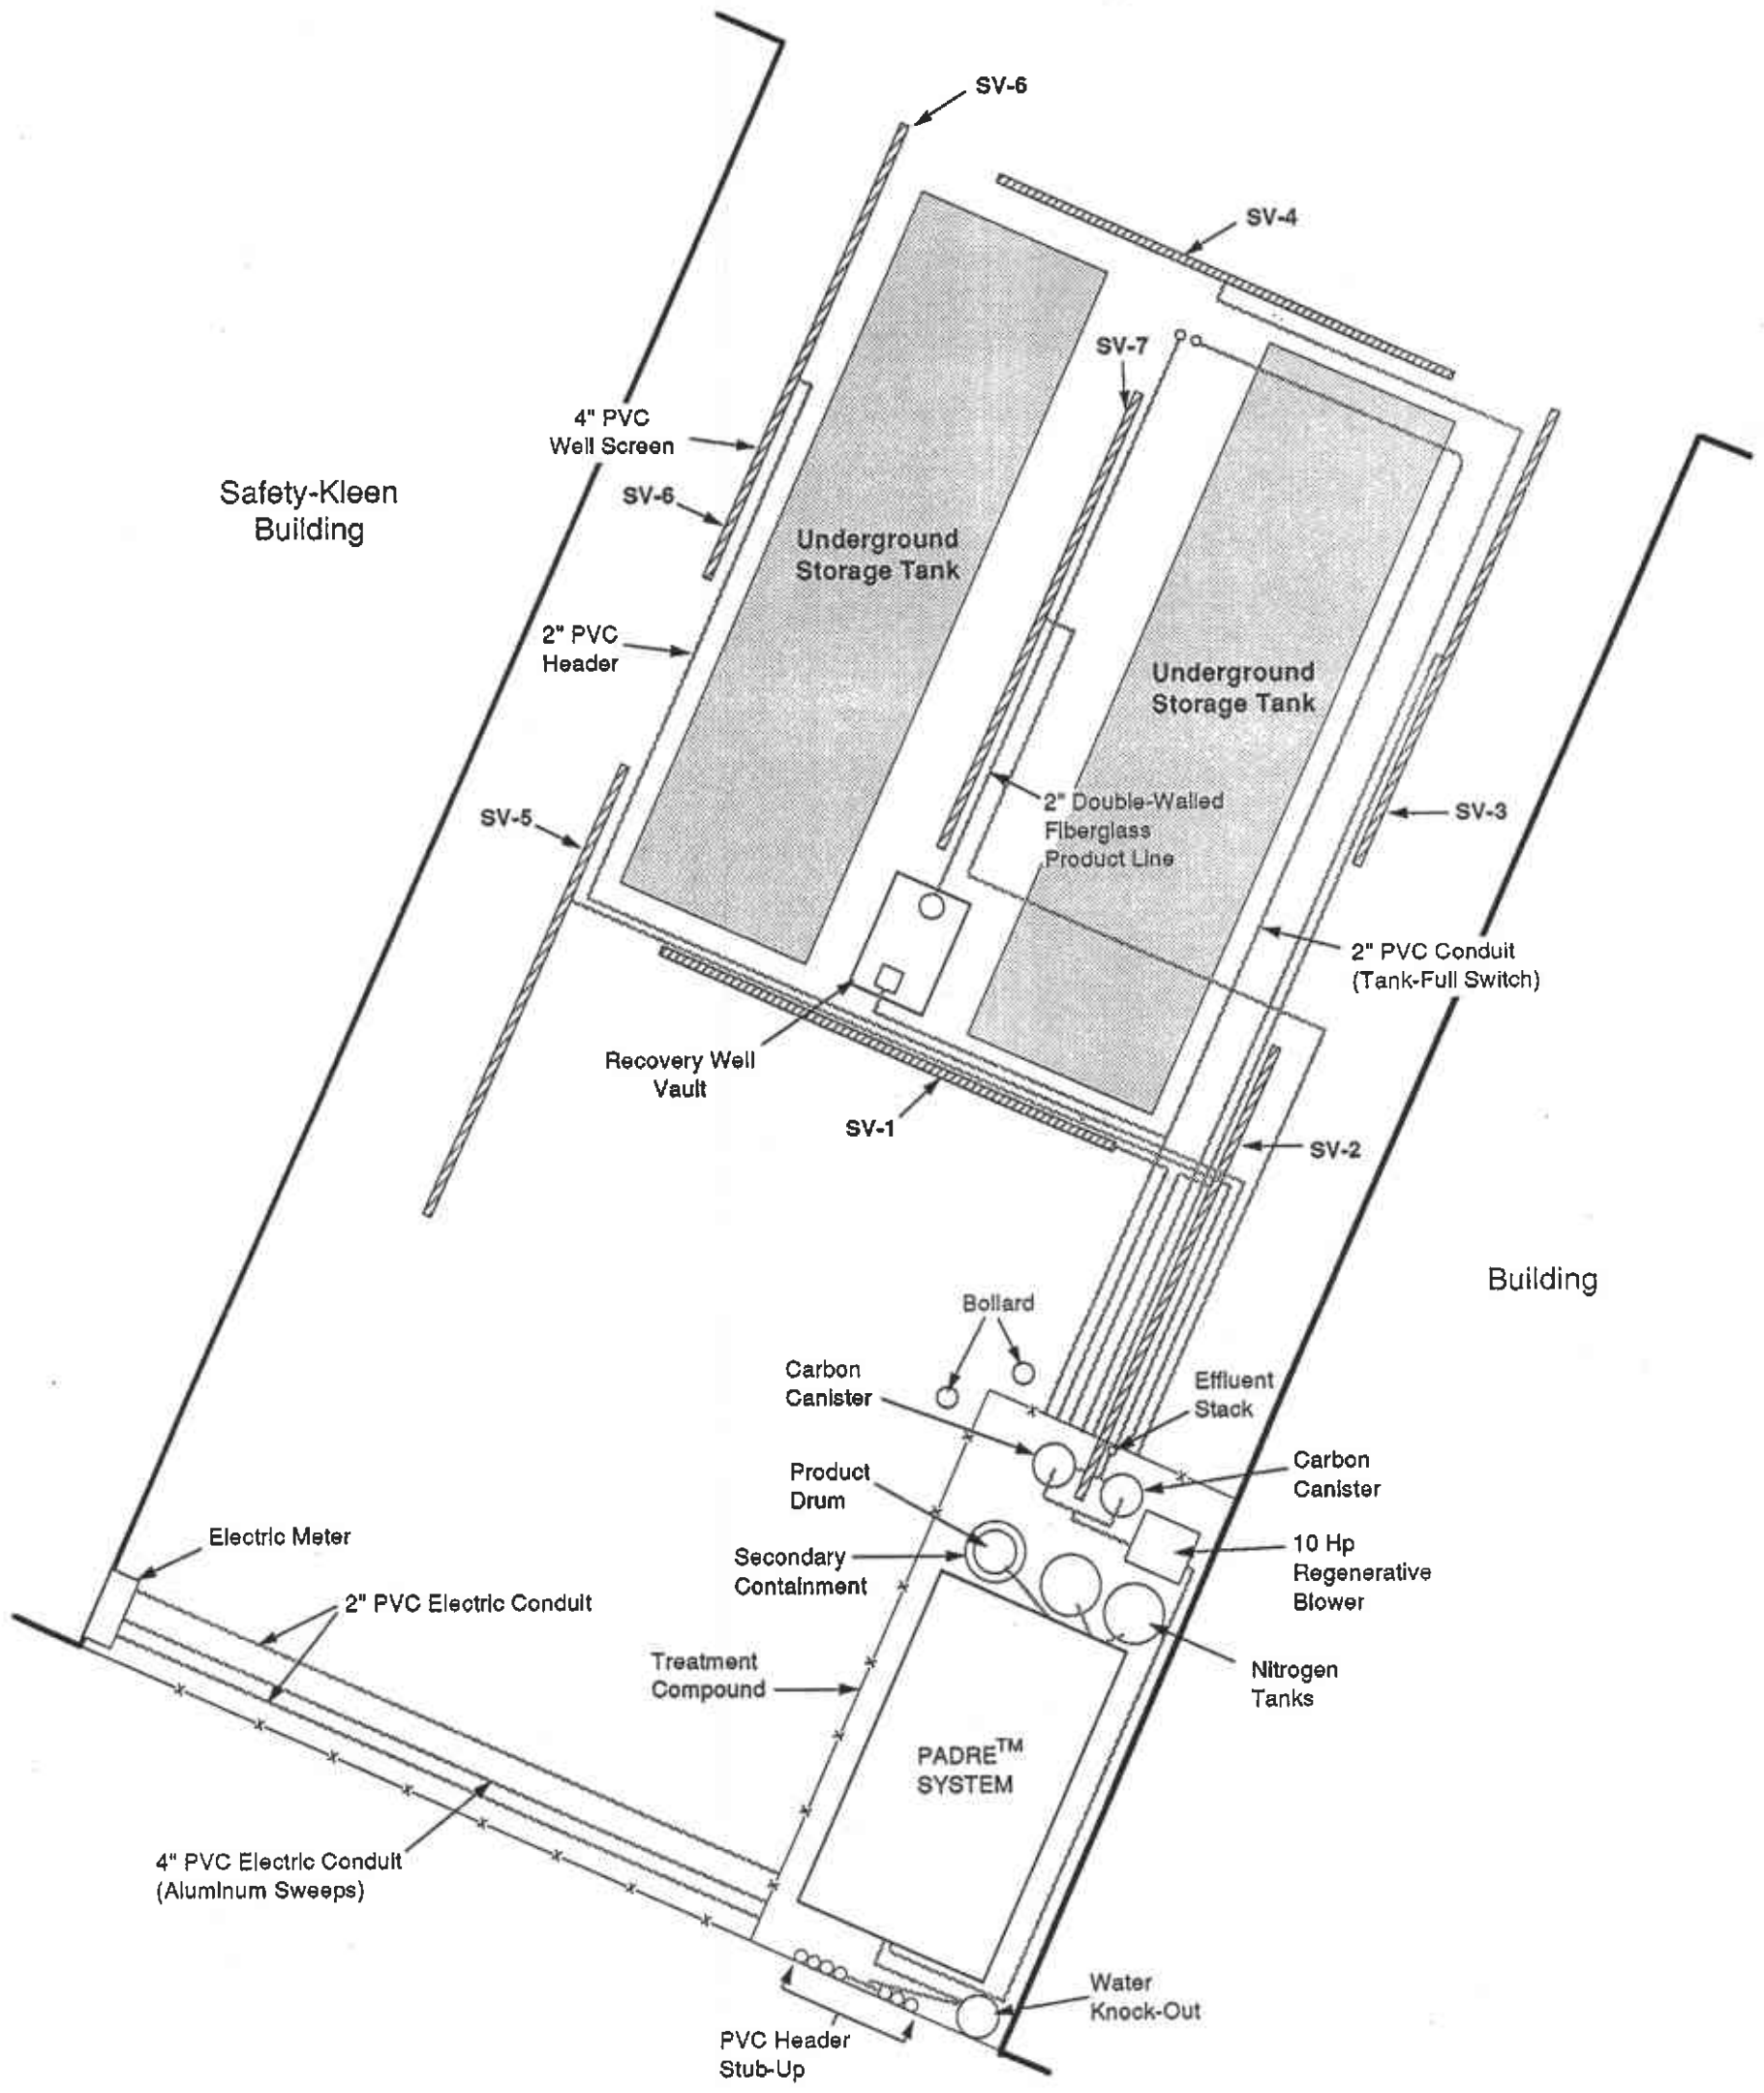 SV-6
SV-4
SV-7
4" PVC
Well Screen
SV-6
Safety-Kleen
Building
Underground
Storage Tank
2" PVC
Header
Underground
Storage Tank
2" Double-Walled
Fiberglass
Product Line
SV-5
SV-3
2" PVC Conduit
(Tank-Full Switch)
Recovery Well
Vault
SV-1
SV-2
Building
Bollard
Carbon
Canister
Effluent
Stack
Product
Drum
Carbon
Canister
Electric Meter
Secondary
Containment
10 Hp
Regenerative
Blower
2" PVC Electric Conduit
Treatment
Compound
Nitrogen
Tanks
PADRE™
SYSTEM
4" PVC Electric Conduit
(Aluminum Sweeps)
Water
Knock-Out
PVC Header
Stub-Up